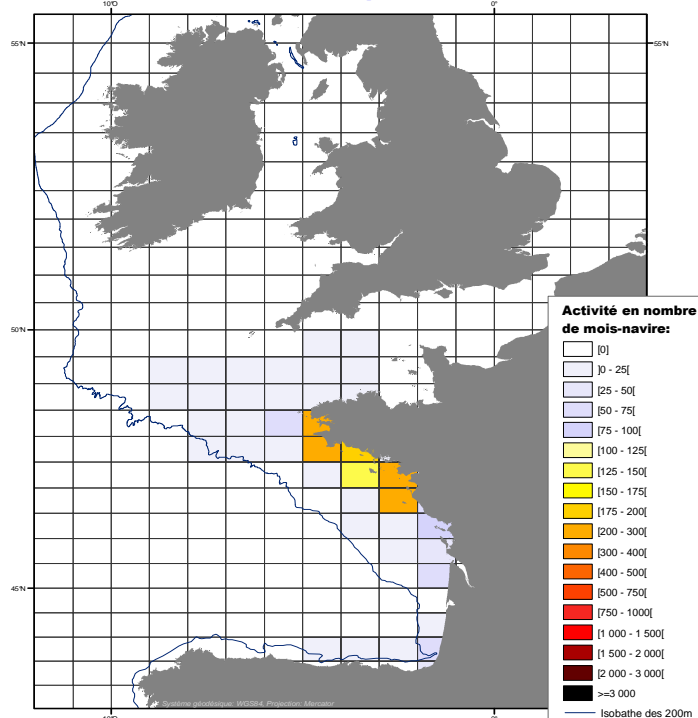 10°O
0°
55°N
55°N
50°N
45°N
Activité en nombre
de mois-navire:
[0]
]0 - 25[
[25 - 50[
[50 - 75[
[75 - 100[
[100 - 125[
[125 - 150[
[150 - 175[
[175 - 200[
[200 - 300[
[300 - 400[
[400 - 500[
[500 - 750[
[750 - 1000[
[1 000 - 1 500[
[1 500 - 2 000[
[2 000 - 3 000[
>=3 000
Isobathe des 200m
Système géodésique: WGS84, Projection: Mercator